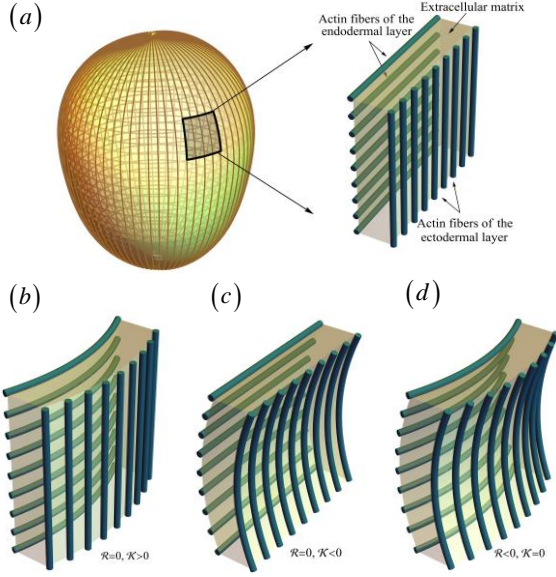 (a)
Actin fibers of the
endodermal layer
Extracellular matrix
Actin fibers of the
ectodermal layer
(b)
(c)
(d)
ℛ=0, 𝒦>0
ℛ=0, 𝒦<0
ℛ<0, 𝒦=0